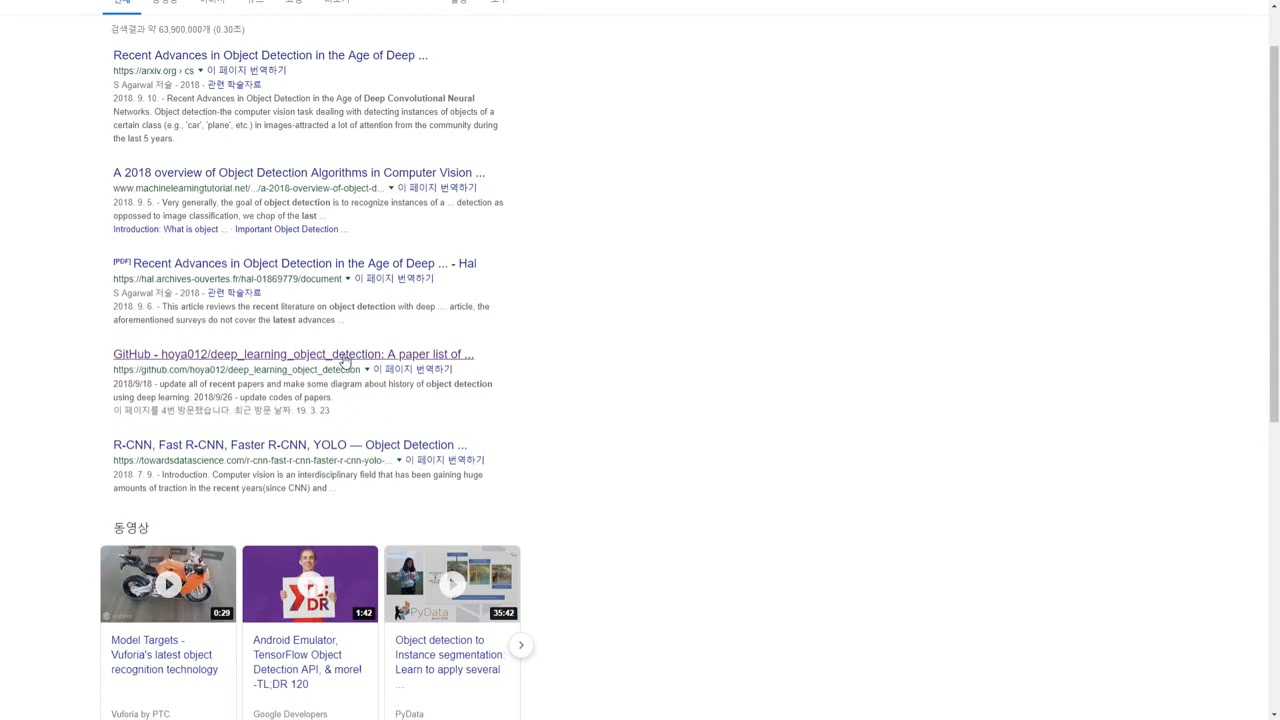 검색결과 약 63,900,000개 (0.30초)
Recent Advances in Object Detection in the Age of Deep ...
https://arxiv.org › cs ▼ 이 페이지 번역하기
S Agarwal 저술 - 2018 - 관련 학술자료
2018. 9. 10. - Recent Advances in Object Detection in the Age of Deep Convolutional Neural
Networks. Object detection-the computer vision task dealing with detecting instances of objects of a
certain class (e.g., 'car', 'plane', etc.) in images-attracted a lot of attention from the community during
the last 5 years.
A 2018 overview of Object Detection Algorithms in Computer Vision ...
www.machinelearningtutorial.net/.../a-2018-overview-of-object-d... ▼ 이 페이지 번역하기
2018. 9. 5. - Very generally, the goal of object detection is to recognize instances of a ... detection as
oppossed to image classification, we chop of the last ...
Introduction: What is object ... · Important Object Detection ...
[PDF] Recent Advances in Object Detection in the Age of Deep ... - Hal
https://hal.archives-ouvertes.fr/hal-01869779/document ▼ 이 페이지 번역하기
S Agarwal 저술 - 2018 - 관련 학술자료
2018. 9. 6. - This article reviews the recent literature on object detection with deep .... article, the
aforementioned surveys do not cover the latest advances ...
GitHub - hoya012/deep_learning_object_detection: A paper list of ...
https://github.com/hoya012/deep_learning_object_detection ▼ 이 페이지 번역하기
2018/9/18 - update all of recent papers and make some diagram about history of object detection
using deep learning. 2018/9/26 - update codes of papers.
이 페이지를 4번 방문했습니다. 최근 방문 날짜: 19. 3. 23
R-CNN, Fast R-CNN, Faster R-CNN, YOLO — Object Detection ...
https://towardsdatascience.com/r-cnn-fast-r-cnn-faster-r-cnn-yolo-... ▼ 이 페이지 번역하기
2018. 7. 9. - Introduction. Computer vision is an interdisciplinary field that has been gaining huge
amounts of traction in the recent years(since CNN) and ...
동영상
vuforia
0:29
TL;
DR
1:42
PyData
35:42
Model Targets -
Vuforia's latest object
recognition technology
Vuforia by PTC
Android Emulator,
TensorFlow Object
Detection API, & more!
-TL;DR 120
Google Developers
Object detection to
Instance segmentation:
Learn to apply several
...
PyData